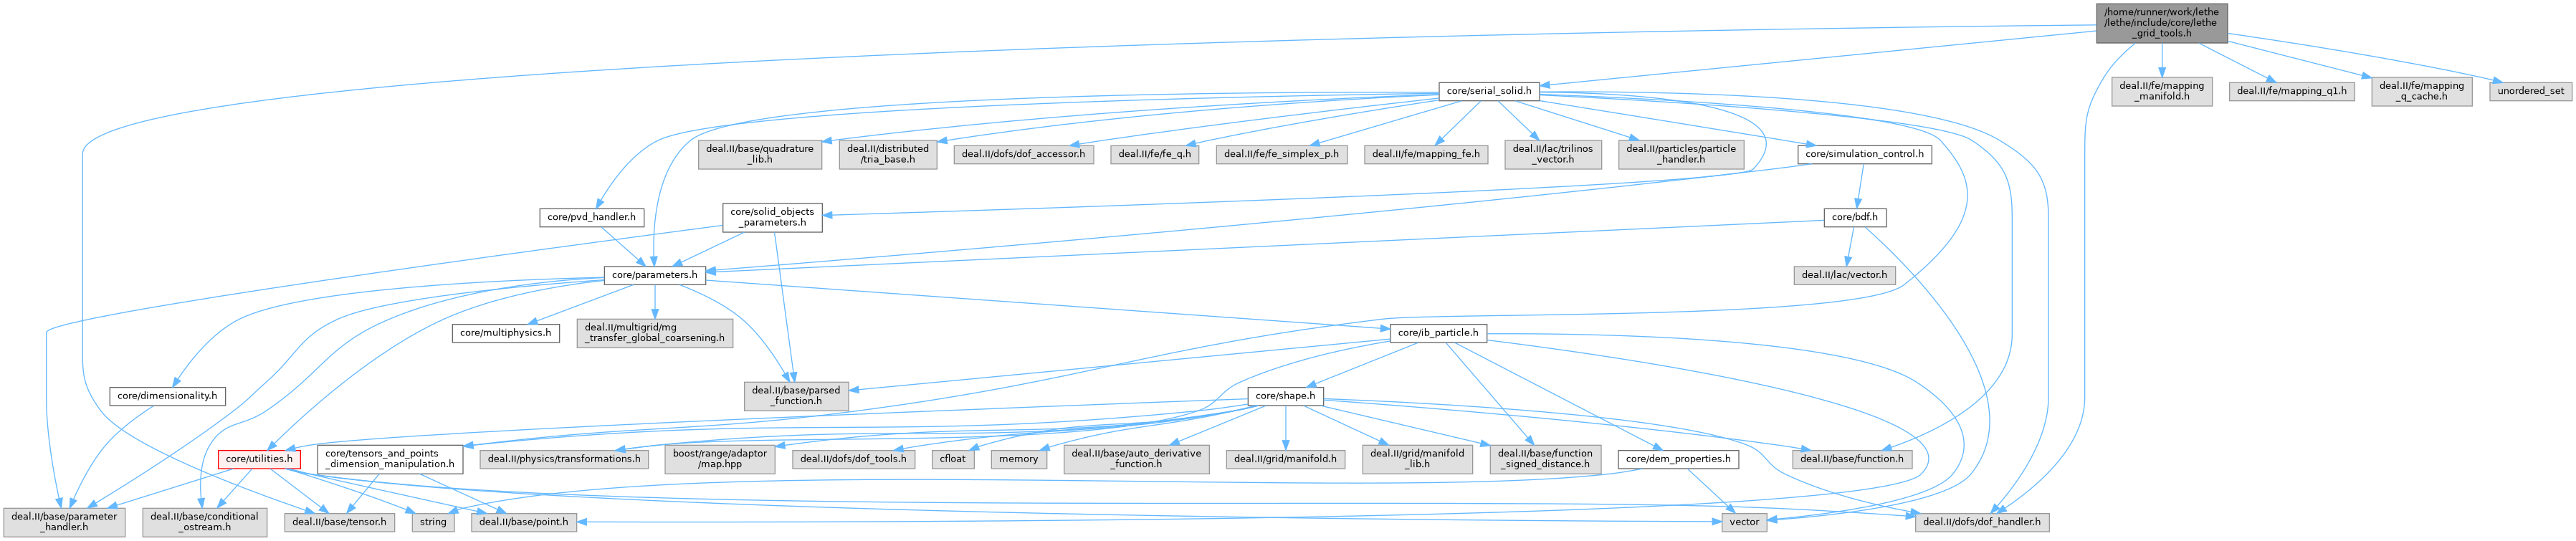 /home/runner/work/lethe
/lethe/include/core/lethe
_grid_tools.h
core/serial_solid.h
deal.II/fe/mapping
_manifold.h
deal.II/fe/mapping_q1.h
deal.II/fe/mapping
_q_cache.h
unordered_set
deal.II/base/quadrature
_lib.h
deal.II/distributed
/tria_base.h
deal.II/dofs/dof_accessor.h
deal.II/fe/fe_q.h
deal.II/fe/fe_simplex_p.h
deal.II/fe/mapping_fe.h
deal.II/lac/trilinos
_vector.h
deal.II/particles/particle
_handler.h
core/simulation_control.h
core/pvd_handler.h
core/solid_objects
_parameters.h
core/bdf.h
core/parameters.h
deal.II/lac/vector.h
core/multiphysics.h
deal.II/multigrid/mg
_transfer_global_coarsening.h
core/ib_particle.h
core/dimensionality.h
deal.II/base/parsed
_function.h
core/shape.h
core/utilities.h
core/tensors_and_points
_dimension_manipulation.h
deal.II/physics/transformations.h
boost/range/adaptor
/map.hpp
deal.II/dofs/dof_tools.h
cfloat
memory
deal.II/base/auto_derivative
_function.h
deal.II/grid/manifold.h
deal.II/grid/manifold
_lib.h
deal.II/base/function
_signed_distance.h
core/dem_properties.h
deal.II/base/function.h
deal.II/base/parameter
_handler.h
deal.II/base/conditional
_ostream.h
deal.II/base/tensor.h
string
deal.II/base/point.h
vector
deal.II/dofs/dof_handler.h